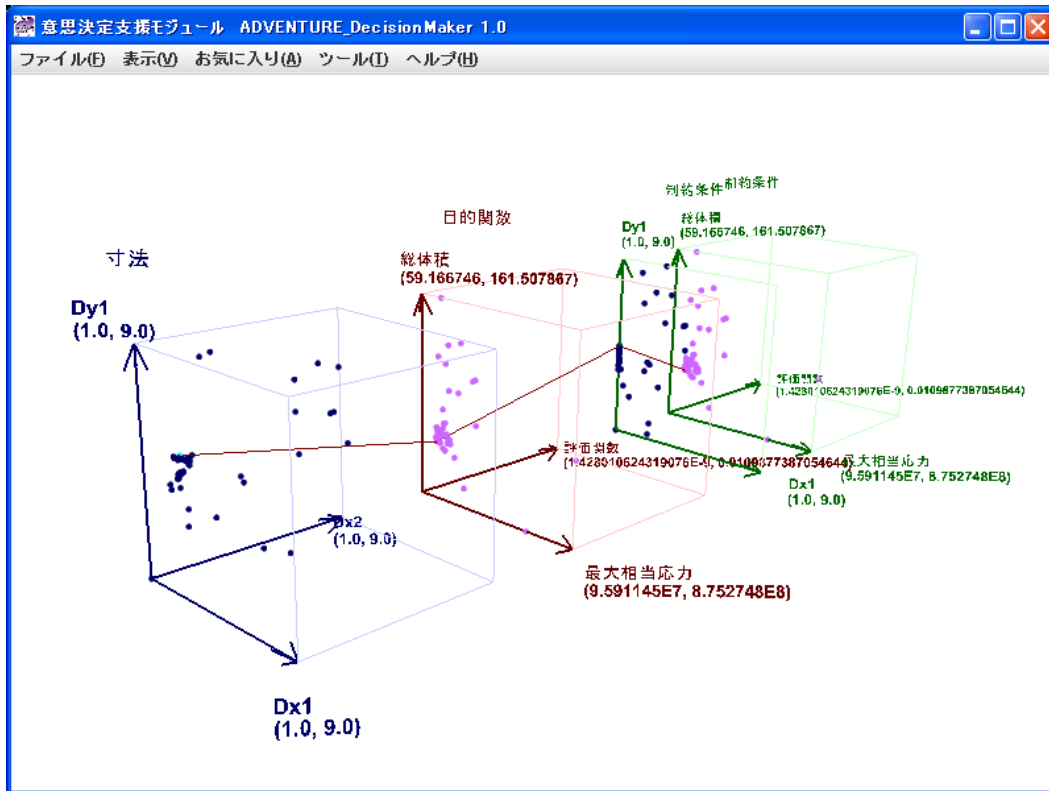 意思決定支援モジュール ADVENTURE_DecisionMaker 1.0
ファイル(F) 表示(V) お気に入り(A) ツール(T) ヘルプ(H)
寸法
Dy1
(1.0, 9.0)
Dx2
(1.0, 9.0)
Dx1
(1.0, 9.0)
目的関数
総体積
(59.166746, 161.507867)
評価関数
最大相当応力
(9.591145E7, 8.752748E8)
制約条件
制約条件
Dy1
(1.0, 9.0)
総体積
(59.166746, 161.507867)
評価関数
最大相当応力
(9.591145E7, 8.752748E8)
Dx1
(1.0, 9.0)